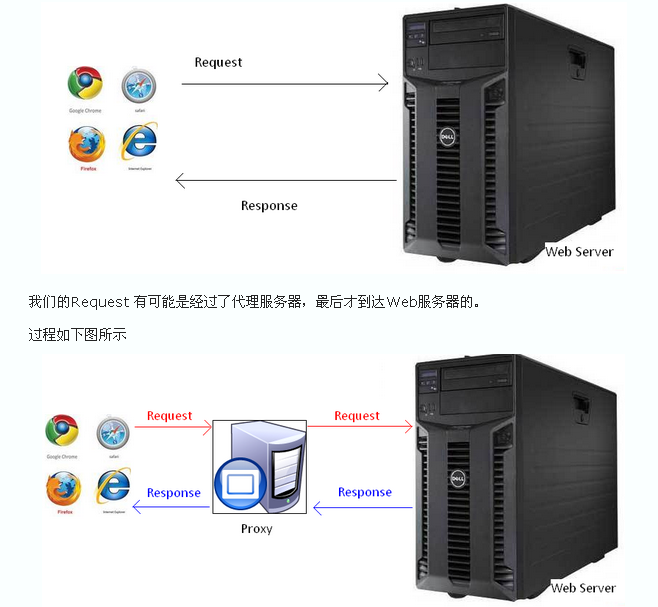 Request
Google Chrome
safari
Firefox
Internet Explorer
DELL
Response
Web Server
我们的Request 有可能是经过了代理服务器，最后才到达Web服务器的。
过程如下图所示
Request
Request
Google Chrome
safari
Firefox
Internet Explorer
DELL
Response
Response
Proxy
Web Server